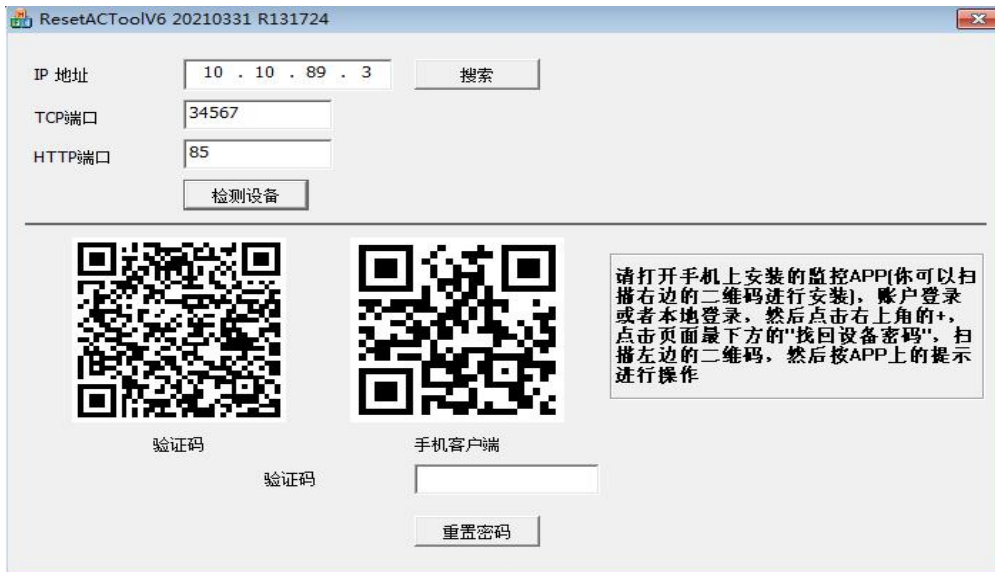 ResetACToolV6 20210331 R131724
IP 地址
10 . 10 . 89 . 3
搜索
TCP端口
34567
HTTP端口
85
检测设备
请打开手机上安装的监控APP(你可以扫
描右边的二维码进行安装)，账户登录
或者本地登录，然后点击右上角的+，
点击页面最下方的"找回设备密码"，扫
描左边的二维码，然后按APP上的提示
进行操作
验证码
手机客户端
验证码
重置密码